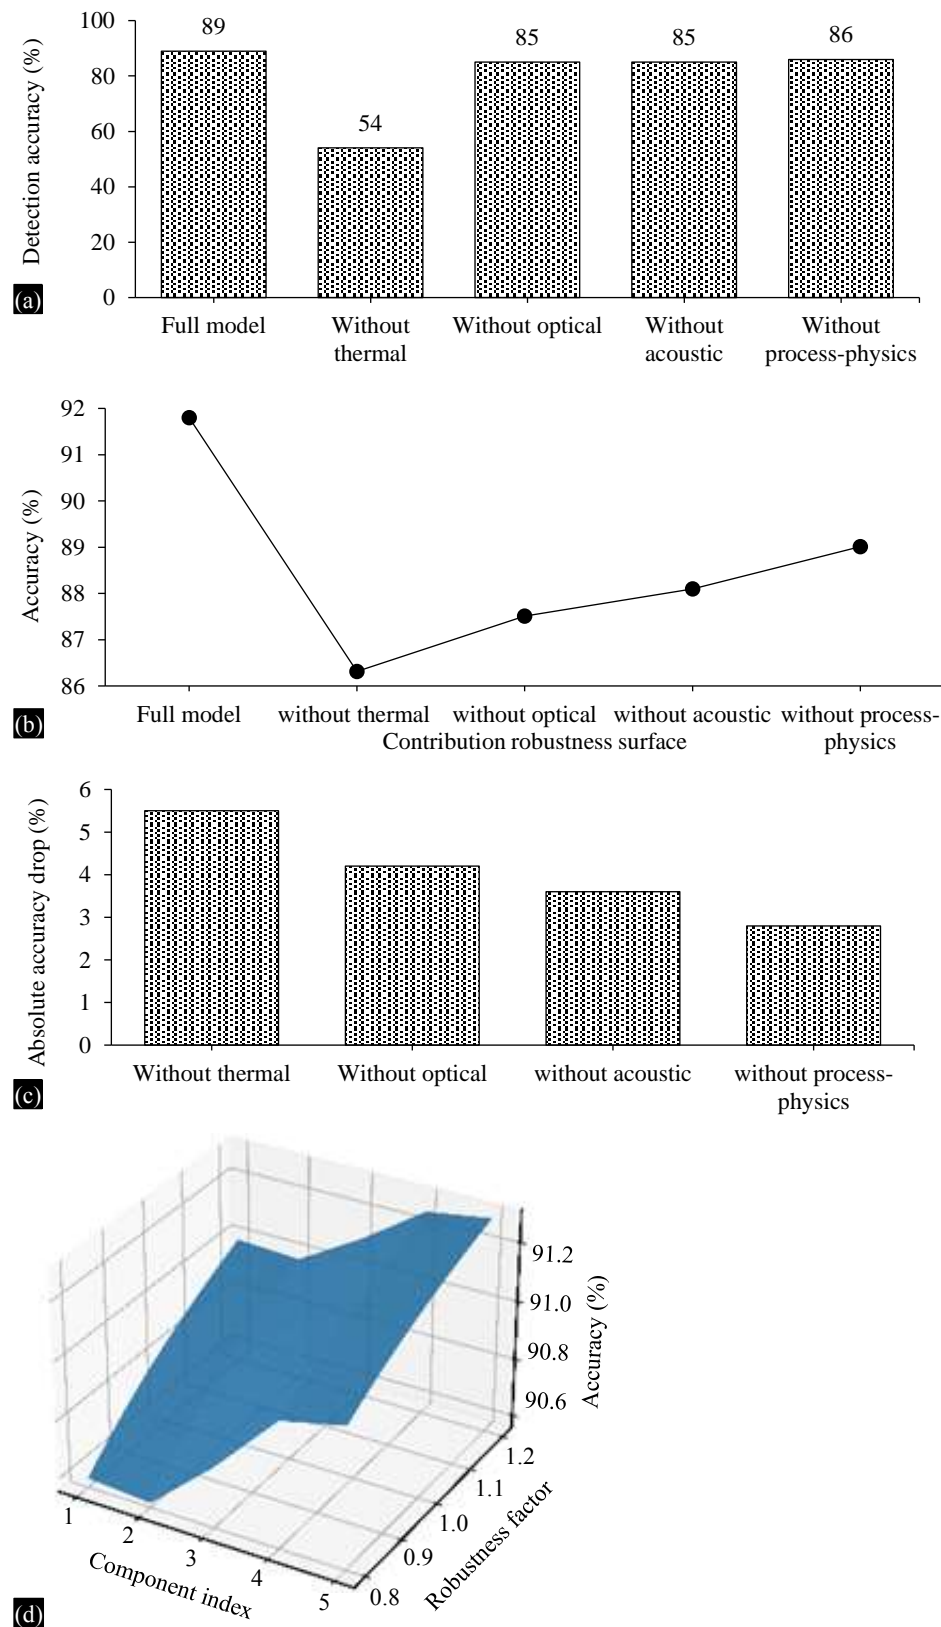 Detection accuracy (%)
100
80
60
40
20
0
89
54
85
85
86
Full model
Without thermal
Without optical
Without acoustic
Without process-physics
(a)
Accuracy (%)
92
91
90
89
88
87
86
Full model
without thermal
without optical
without acoustic
without process-physics
Contribution robustness surface
(b)
Absolute accuracy drop (%)
6
5
4
3
2
1
0
Without thermal
Without optical
without acoustic
without process-physics
(c)
91.2
91.0
90.8
90.6
Accuracy (%)
1.2
1.1
1.0
0.9
0.8
Robustness factor
1
2
3
4
5
Component index
(d)